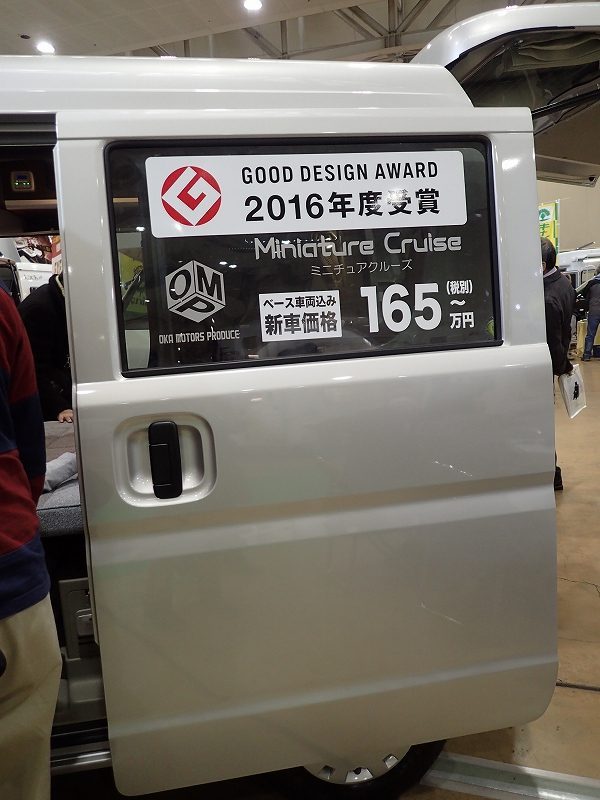 GOOD DESIGN AWARD
2016年度受賞
Miniature Cruise
ミニチュアクルーズ
OMP
OKA MOTORS PRODUCE
ベース車両込み
新車価格
165
(税別)
～
万円